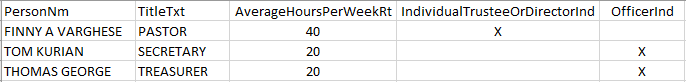 PersonNm TitleTxt AverageHoursPerWeekRt IndividualTrusteeOrDirectorInd OfficerInd
FINNY A VARGHESE PASTOR 40 X
TOM KURIAN SECRETARY 20 X
THOMAS GEORGE TREASURER 20 X